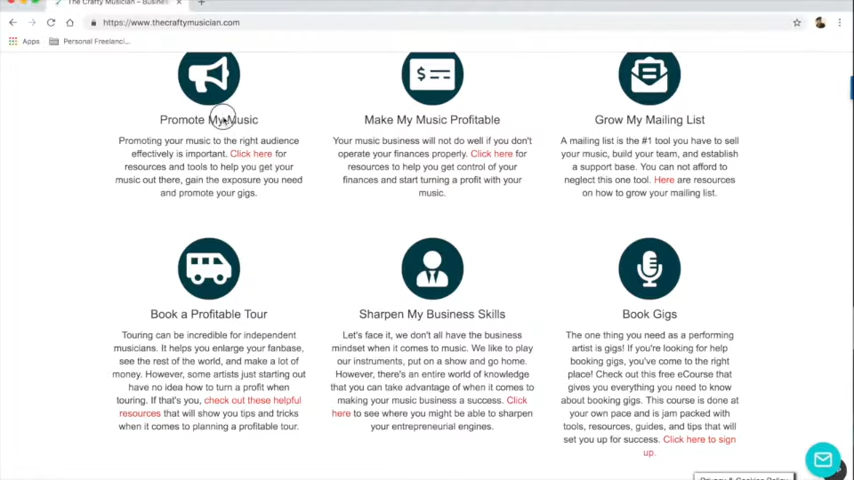 The Crafty Musician – Busines
https://www.thecraftymusician.com
Apps Personal Freelanci...
Promote My Music
Promoting your music to the right audience
effectively is important. Click here for
resources and tools to help you get your
music out there, gain the exposure you need
and promote your gigs.
Make My Music Profitable
Your music business will not do well if you don't
operate your finances properly. Click here for
resources to help you get control of your
finances and start turning a profit with your
music.
Grow My Mailing List
A mailing list is the #1 tool you have to sell
your music, build your team, and establish
a support base. You can not afford to
neglect this one tool. Here are resources
on how to grow your mailing list.
Book a Profitable Tour
Touring can be incredible for independent
musicians. It helps you enlarge your fanbase,
see the rest of the world, and make a lot of
money. However, some artists just starting out
have no idea how to turn a profit when
touring. If that's you, check out these helpful
resources that will show you tips and tricks
when it comes to planning a profitable tour.
Sharpen My Business Skills
Let's face it, we don't all have the business
mindset when it comes to music. We like to play
our instruments, put on a show and go home.
However, there's an entire world of knowledge
that you can take advantage of when it comes to
making your music business a success. Click
here to see where you might be able to sharpen
your entrepreneurial engines.
Book Gigs
The one thing you need as a performing
artist is gigs! If you're looking for help
booking gigs, you've come to the right
place! Check out this free eCourse that
gives you everything you need to know
about booking gigs. This course is done at
your own pace and is jam packed with
tools, resources, guides, and tips that will
set you up for success. Click here to sign
up.
Privacy & Cookies Policy